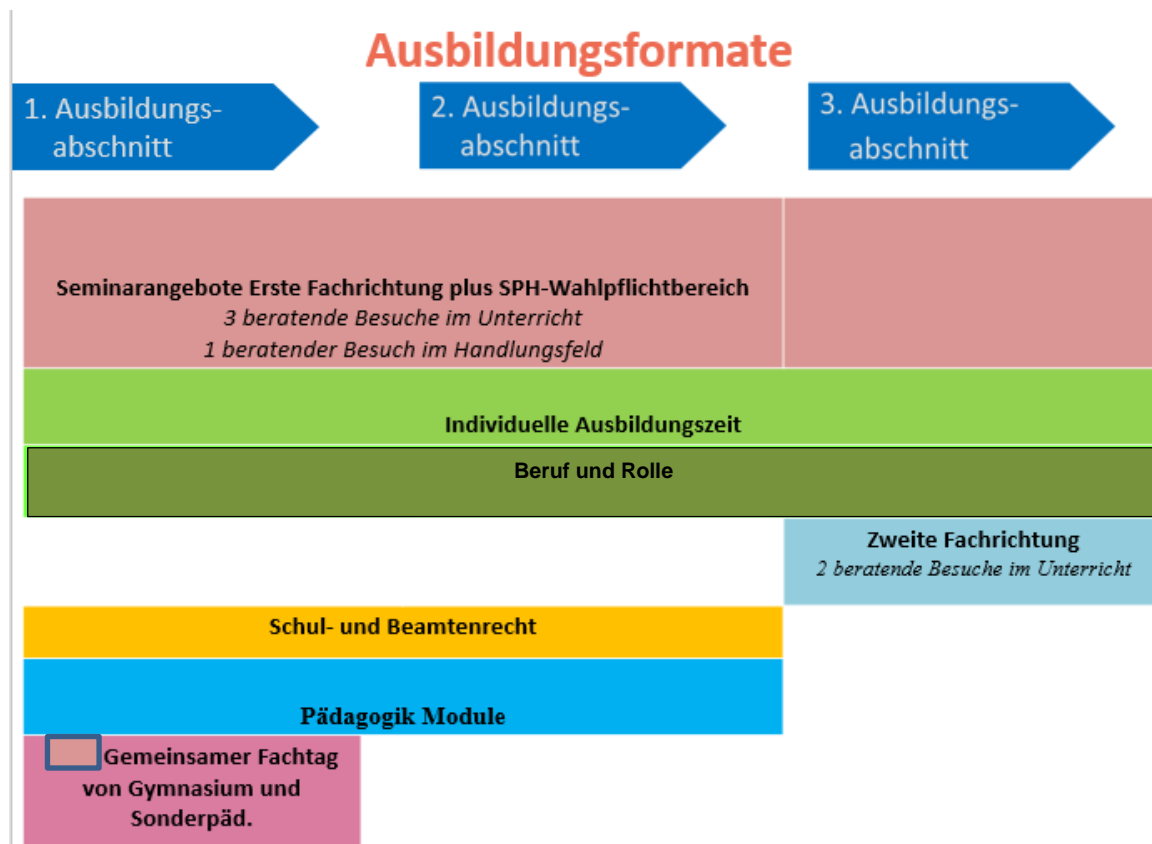 Ausbildungsformate
1. Ausbildungs-
abschnitt
2. Ausbildungs-
abschnitt
3. Ausbildungs-
abschnitt
Seminarangebote Erste Fachrichtung plus SPH-Wahlpflichtbereich
3 beratende Besuche im Unterricht
1 beratender Besuch im Handlungsfeld
Individuelle Ausbildungszeit
Beruf und Rolle
Zweite Fachrichtung
2 beratende Besuche im Unterricht
Schul- und Beamtenrecht
Pädagogik Module
Gemeinsamer Fachtag
von Gymnasium und
Sonderpäd.